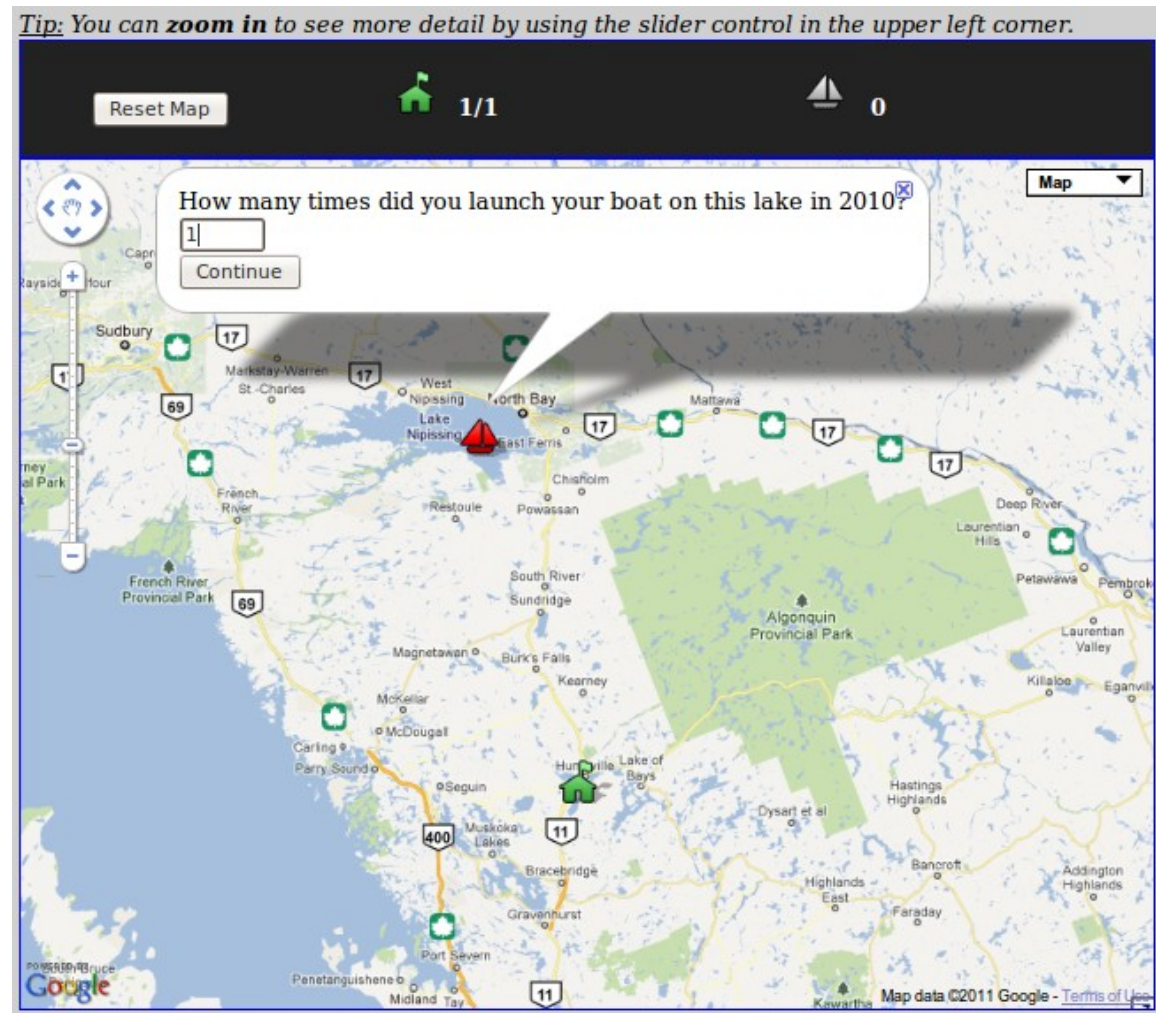 Tip: You can zoom in to see more detail by using the slider control in the upper left corner.
Reset Map
1/1
0
How many times did you launch your boat on this lake in 2010?
1
Continue
Map
Sudbury
17
Markstay-Warren
St.-Charles
17
West
Nipissing
North Bay
Lake
Nipissing
East Ferris
17
Mattawa
17
17
69
Chisholm
French
River
Restoule
Powassan
Deep River
Laurentian
Hills
Petawawa
French River
Provincial Park
69
South River
Sundridge
Algonquin
Provincial Park
Laurentian
Valley
Magnetawan
Burk's Falls
Kearney
Killaloe
McKellar
McDougall
Carling
Parry Sound
Seguin
Lake of
Bays
Hastings
Highlands
Dysart et al
400
Muskoka
Lakes
11
Bracebridge
Bancroft
Addington
Highlands
Highlands
East
Faraday
Gravenhurst
Port Severn
Penetanguishene
Midland
Tay
11
Kawartha
POWERED BY
Google
Map data ©2011 Google - Terms of Use